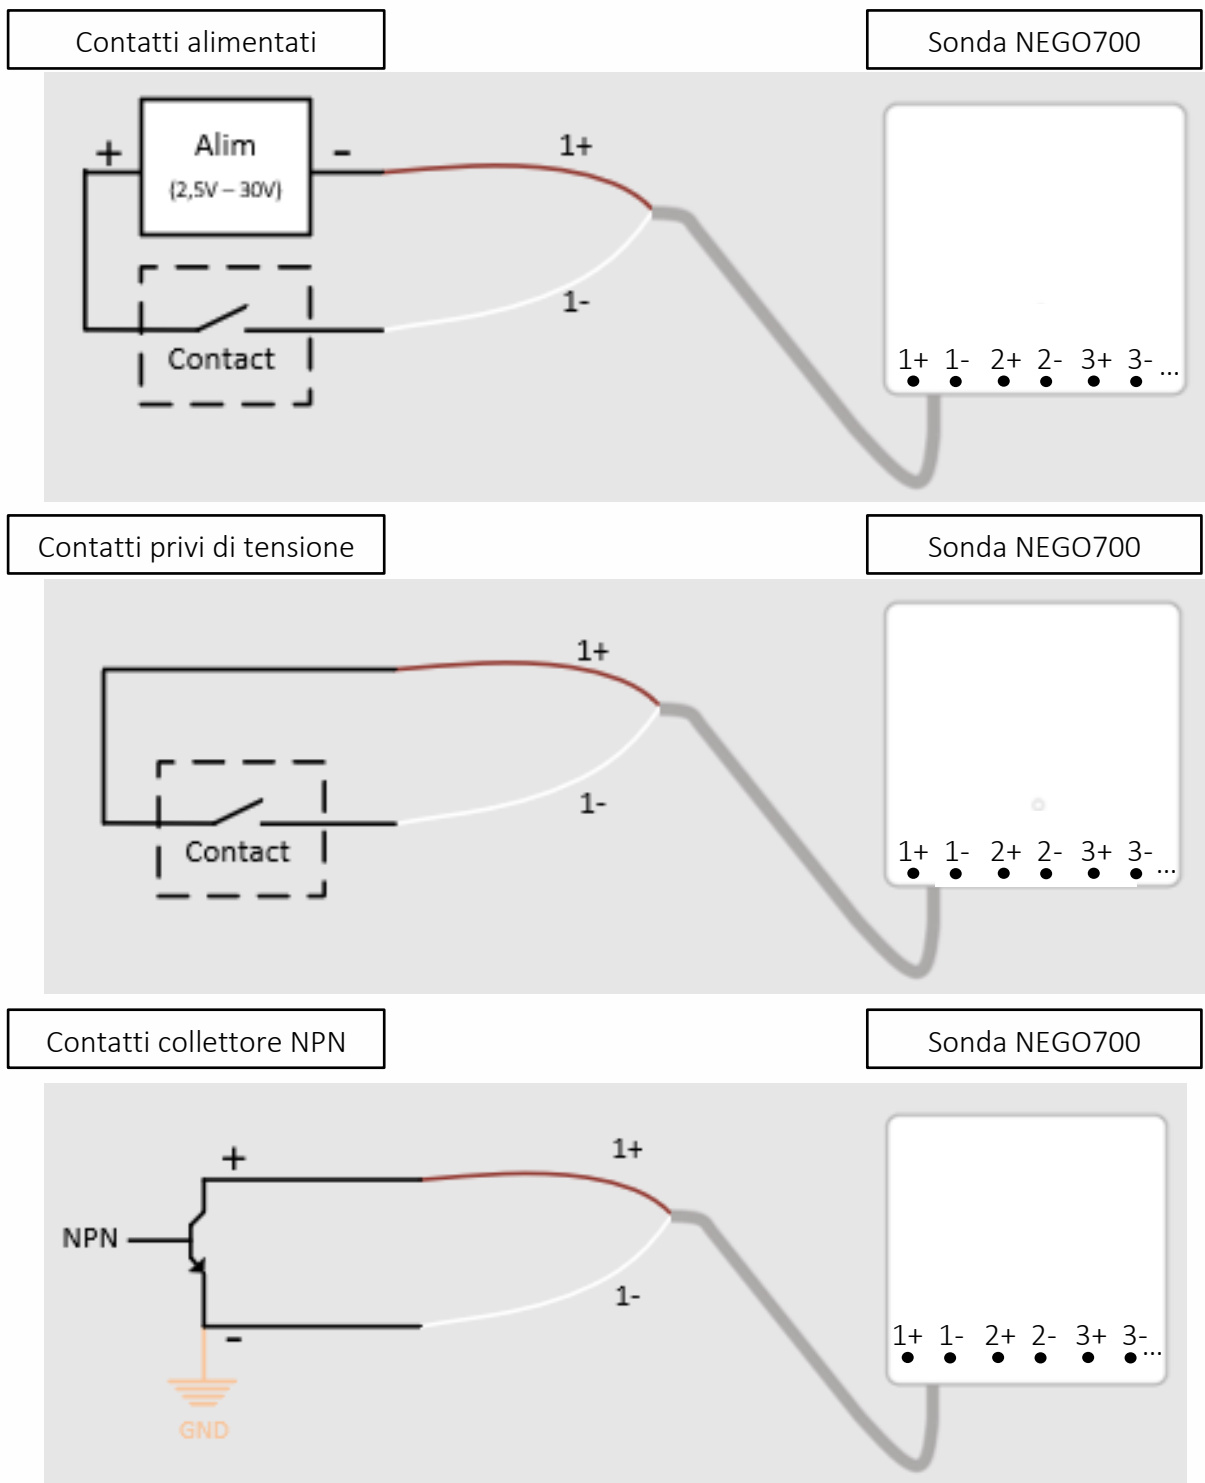 Contatti alimentati
Sonda NEGO700
+
Alim
-
(2,5V – 30V)
1+
1-
Contact
1+ 1- 2+ 2- 3+ 3- ...
Contatti privi di tensione
Sonda NEGO700
1+
1-
Contact
1+ 1- 2+ 2- 3+ 3- ...
Contatti collettore NPN
Sonda NEGO700
+
1+
NPN
1-
-
GND
1+ 1- 2+ 2- 3+ 3- ...